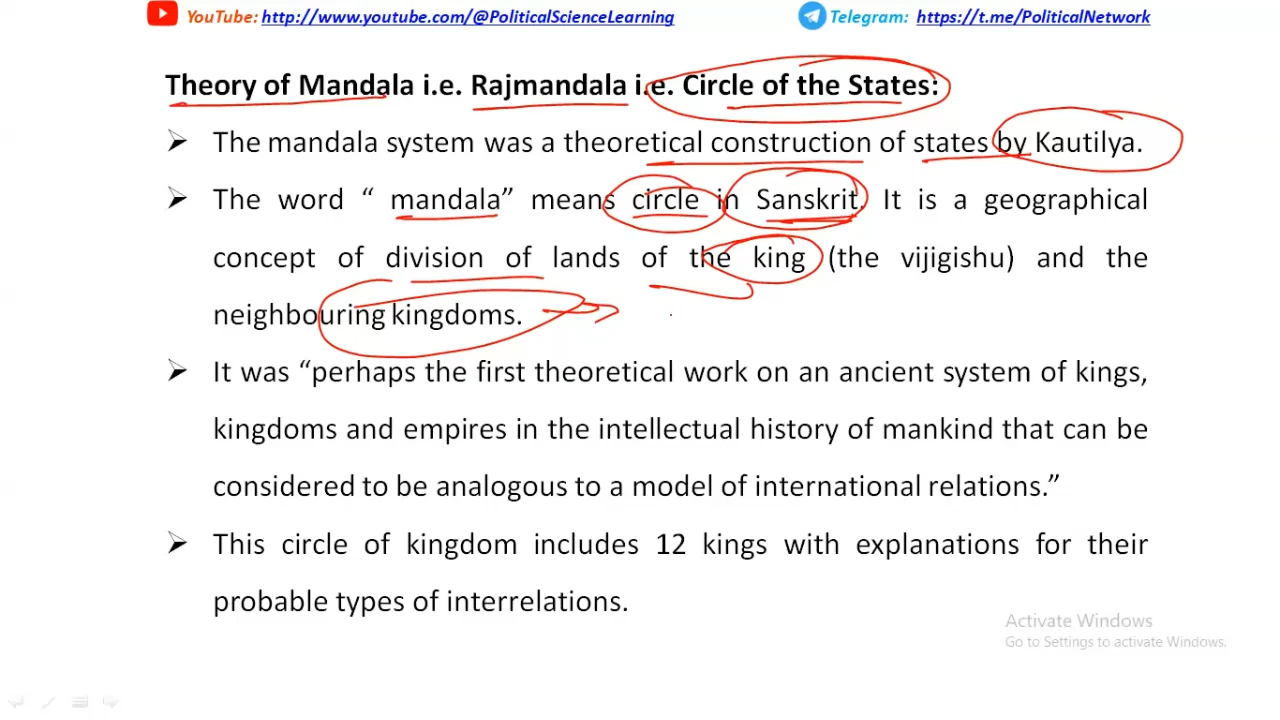 YouTube: http://www.youtube.com/@PoliticalScienceLearning Telegram: https://t.me/PoliticalNetwork
Theory of Mandala i.e. Rajmandala i.e. Circle of the States:
➢ The mandala system was a theoretical construction of states by Kautilya.
➢ The word “ mandala” means circle in Sanskrit. It is a geographical
concept of division of lands of the king (the vijigishu) and the
neighbouring kingdoms.
➢ It was “perhaps the first theoretical work on an ancient system of kings,
kingdoms and empires in the intellectual history of mankind that can be
considered to be analogous to a model of international relations.”
➢ This circle of kingdom includes 12 kings with explanations for their
probable types of interrelations.
Activate Windows
Go to Settings to activate Windows.